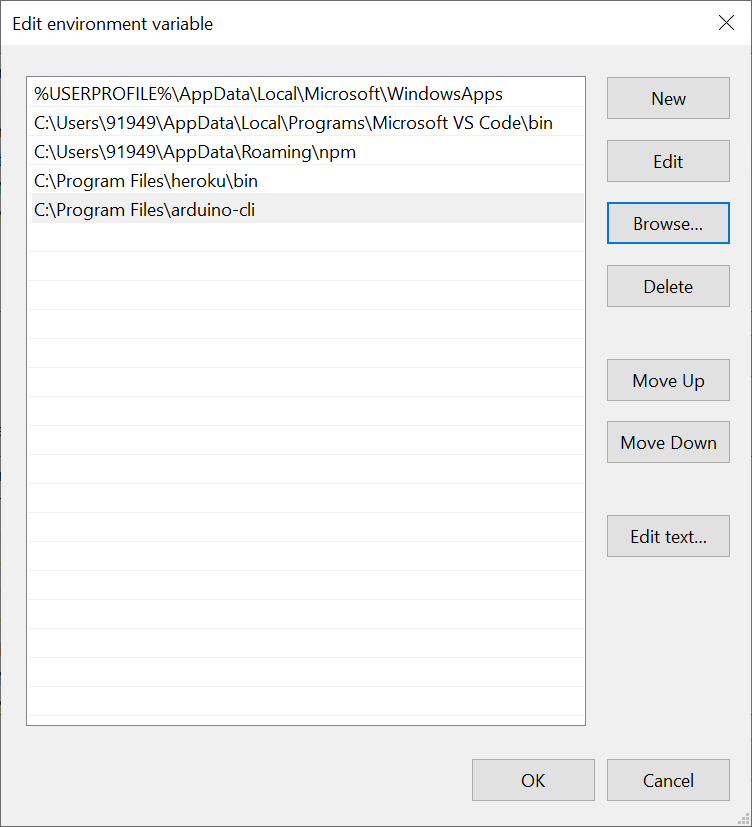 Edit environment variable
%USERPROFILE%\AppData\Local\Microsoft\WindowsApps
C:\Users\91949\AppData\Local\Programs\Microsoft VS Code\bin
C:\Users\91949\AppData\Roaming\npm
C:\Program Files\heroku\bin
C:\Program Files\arduino-cli
New
Edit
Browse...
Delete
Move Up
Move Down
Edit text...
OK
Cancel